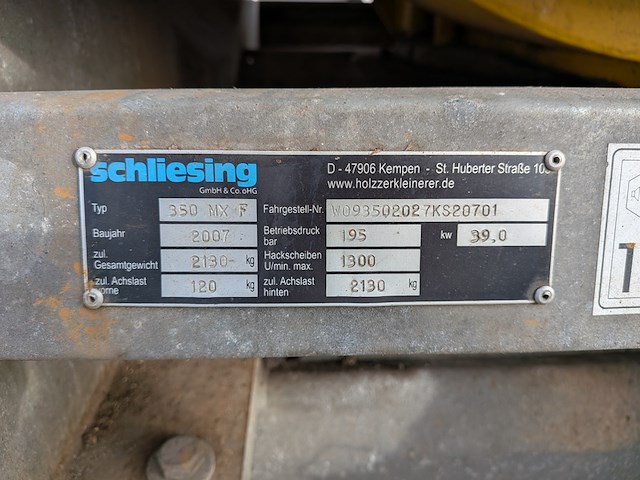 schliesing
GmbH & Co. oHG
D - 47906 Kempen - St. Huberter Straße 10
www.holzzerkleinerer.de
Typ 350 MX F Fahrgestell-Nr. W093502027KS20701
Baujahr 2007 Betriebsdruck bar 195 kw 39,0
zul. Gesamtgewicht 2130 kg Hackscheiben U/min. max. 1300
zul. Achslast vorne 120 kg zul. Achslast hinten 2130 kg